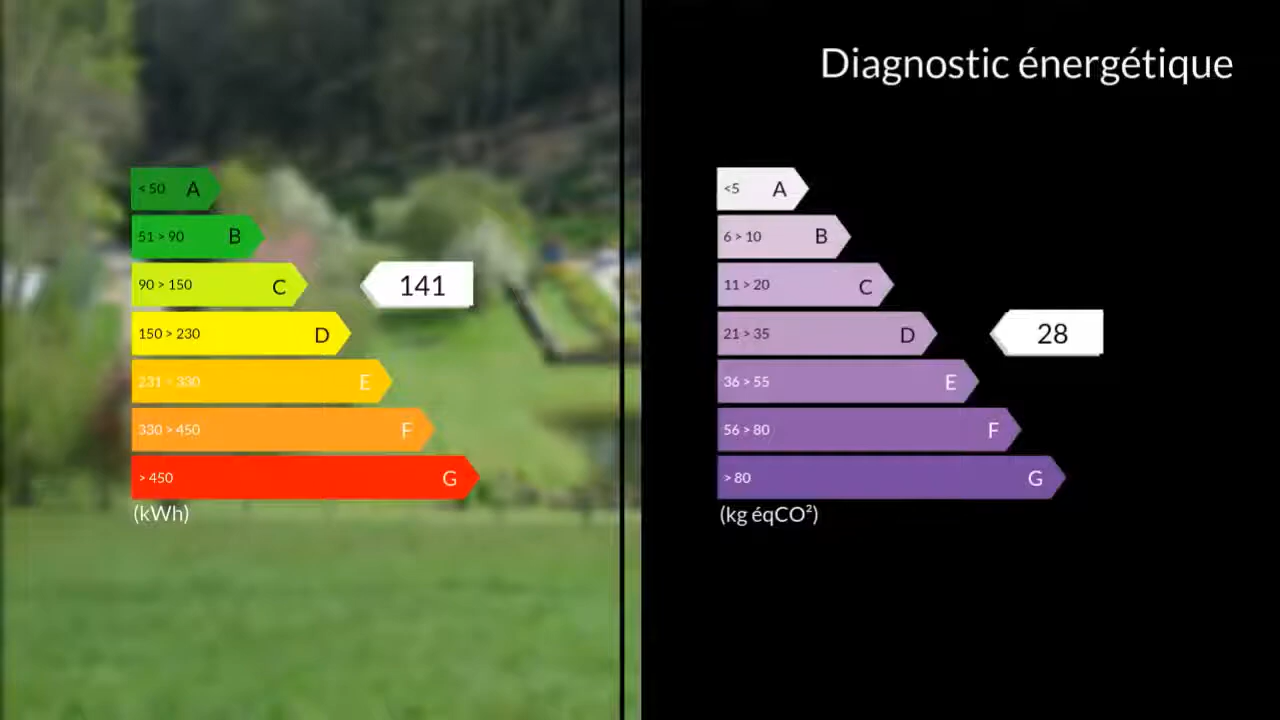 Diagnostic énergétique
< 50 A
51 > 90 B
90 > 150 C
141
150 > 230 D
231 > 330 E
330 > 450 F
> 450 G
(kWh)
<5 A
6 > 10 B
11 > 20 C
21 > 35 D
28
36 > 55 E
56 > 80 F
> 80 G
(kg éqCO²)